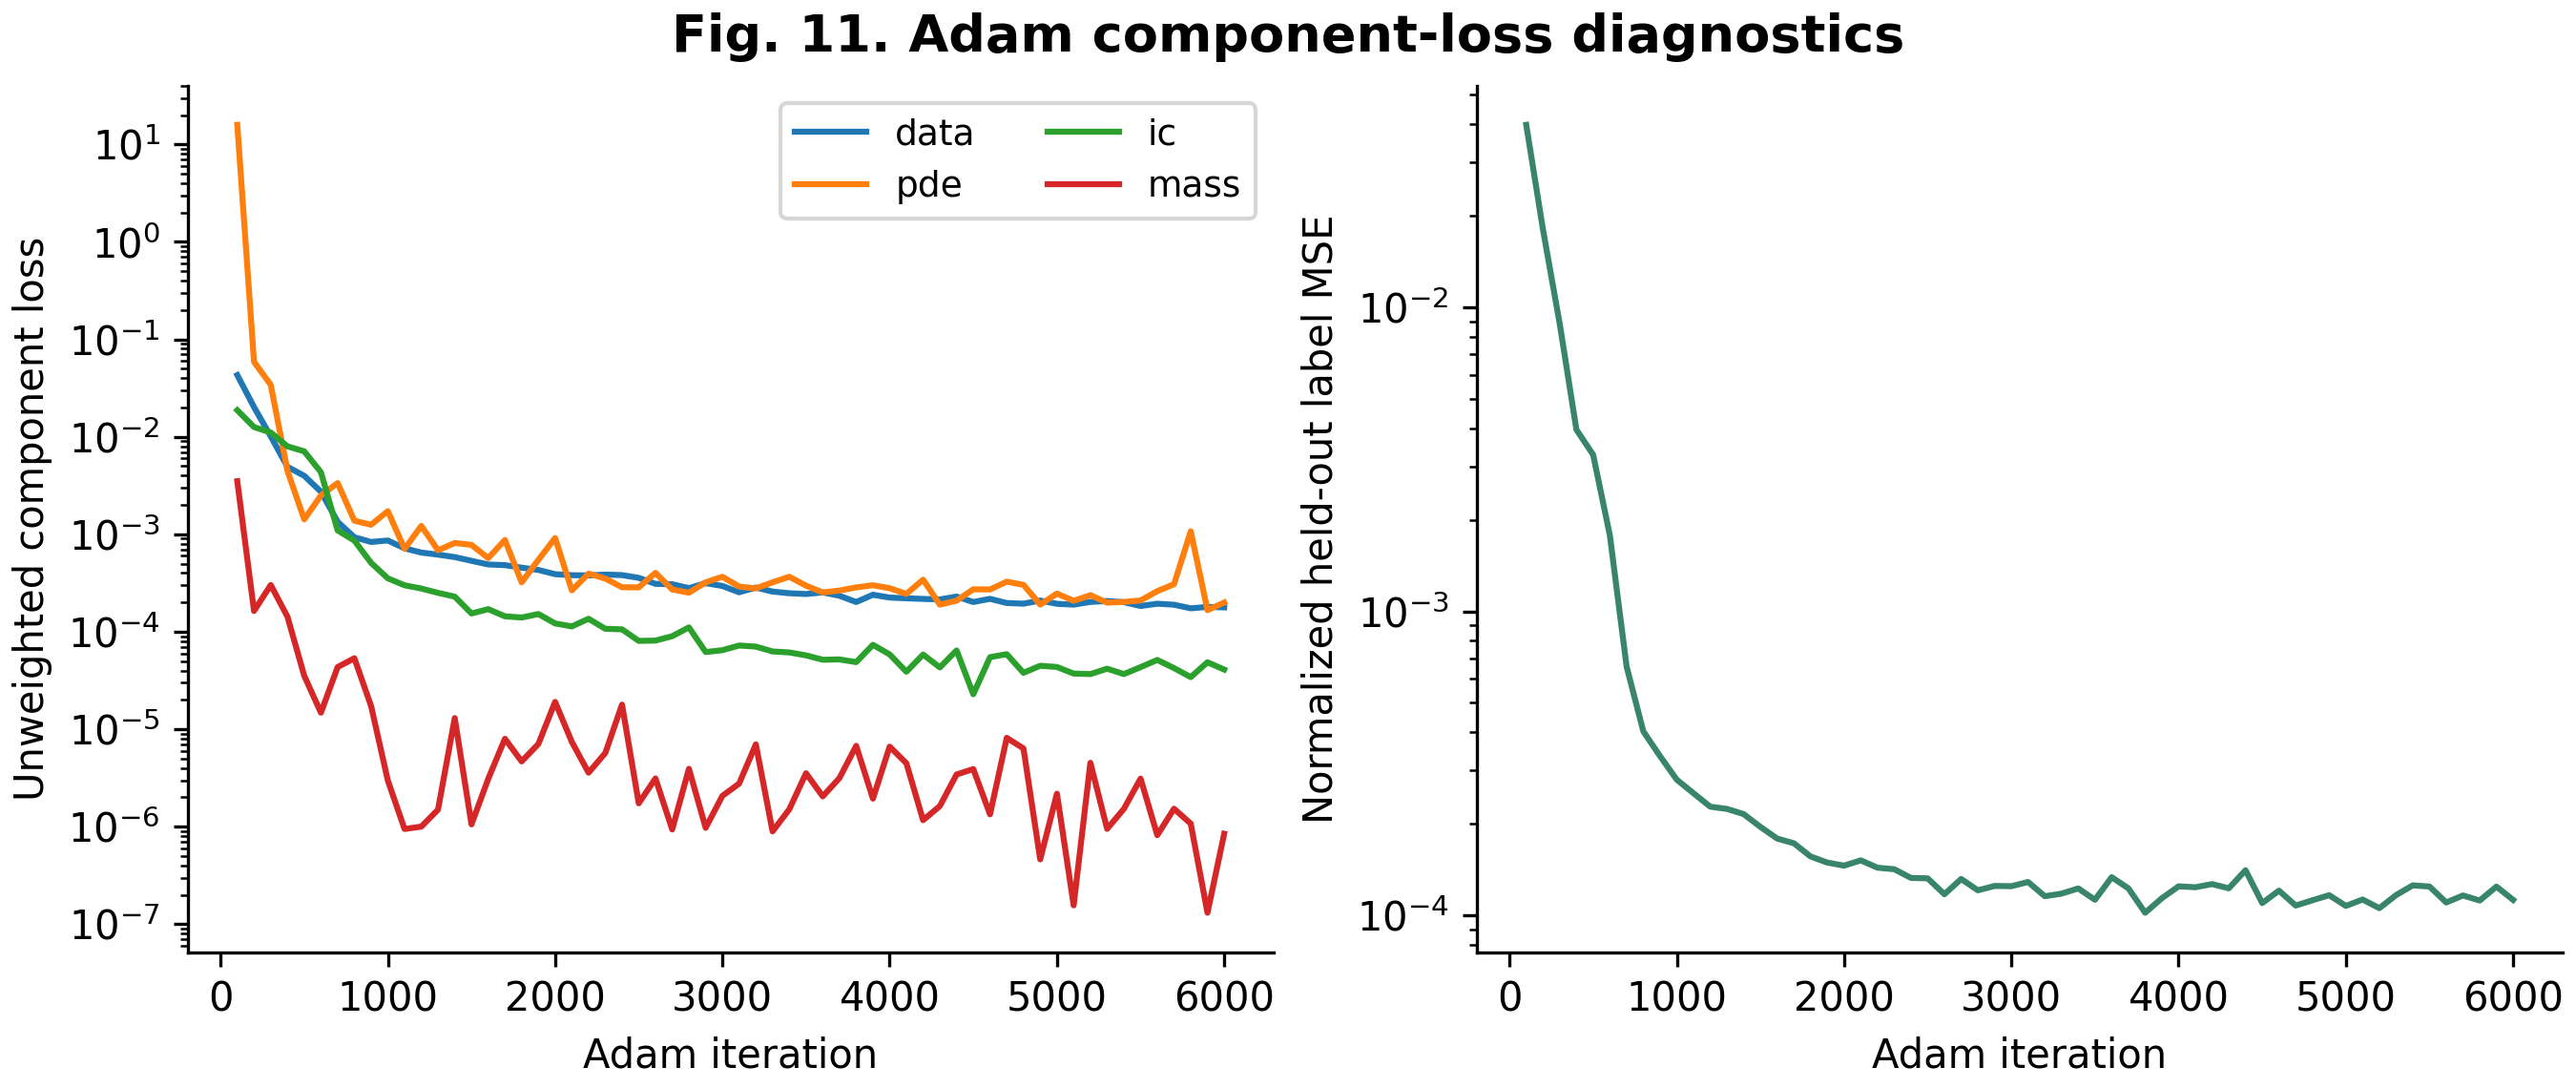 Fig. 11. Adam component-loss diagnostics
Unweighted component loss
10^1
10^0
10^-1
10^-2
10^-3
10^-4
10^-5
10^-6
10^-7
data
pde
ic
mass
0 1000 2000 3000 4000 5000 6000
Adam iteration
Normalized held-out label MSE
10^-2
10^-3
10^-4
0 1000 2000 3000 4000 5000 6000
Adam iteration